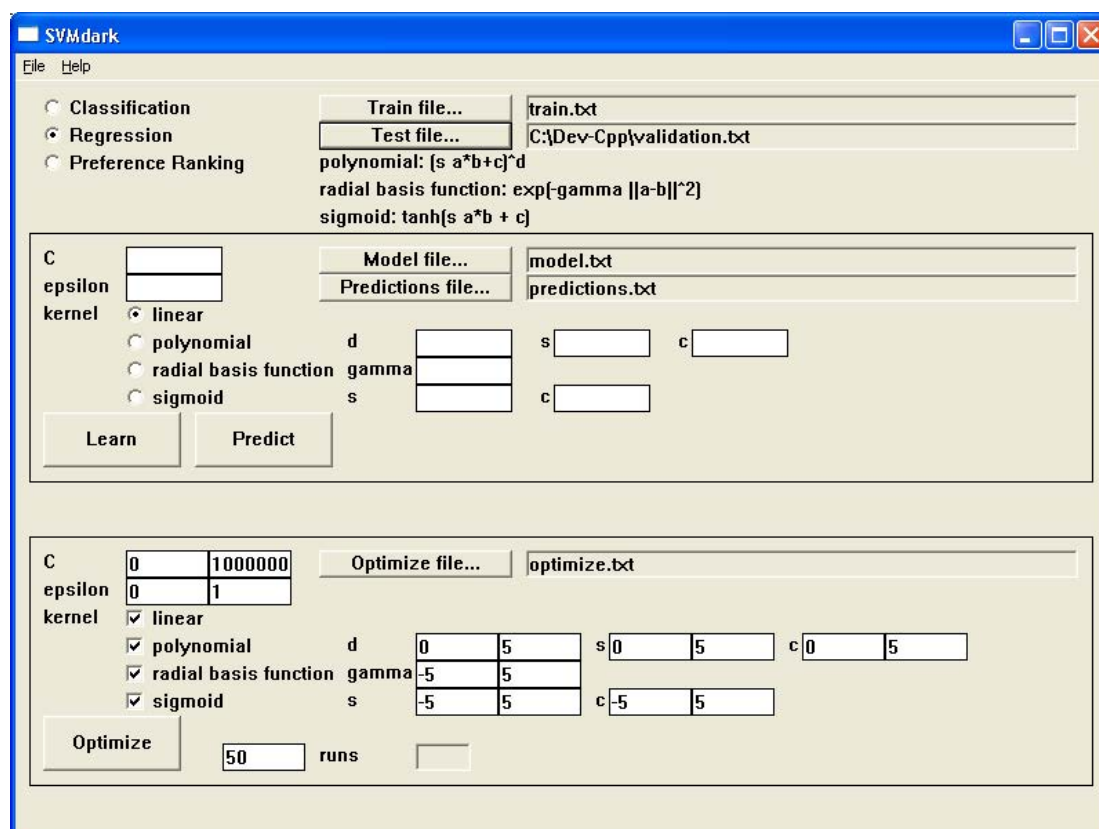 SVMdark
File Help
Classification Train file... train.txt
Regression Test file... C:\Dev-Cpp\validation.txt
Preference Ranking polynomial: (s a*b+c)^d
radial basis function: exp(-gamma ||a-b||^2)
sigmoid: tanh(s a*b + c)
C Model file... model.txt
epsilon Predictions file... predictions.txt
kernel linear
polynomial d s c
radial basis function gamma
sigmoid s c
Learn Predict
C 0 1000000 Optimize file... optimize.txt
epsilon 0 1
kernel linear
polynomial d 0 5 s 0 5 c 0 5
radial basis function gamma -5 5
sigmoid s -5 5 c -5 5
Optimize 50 runs